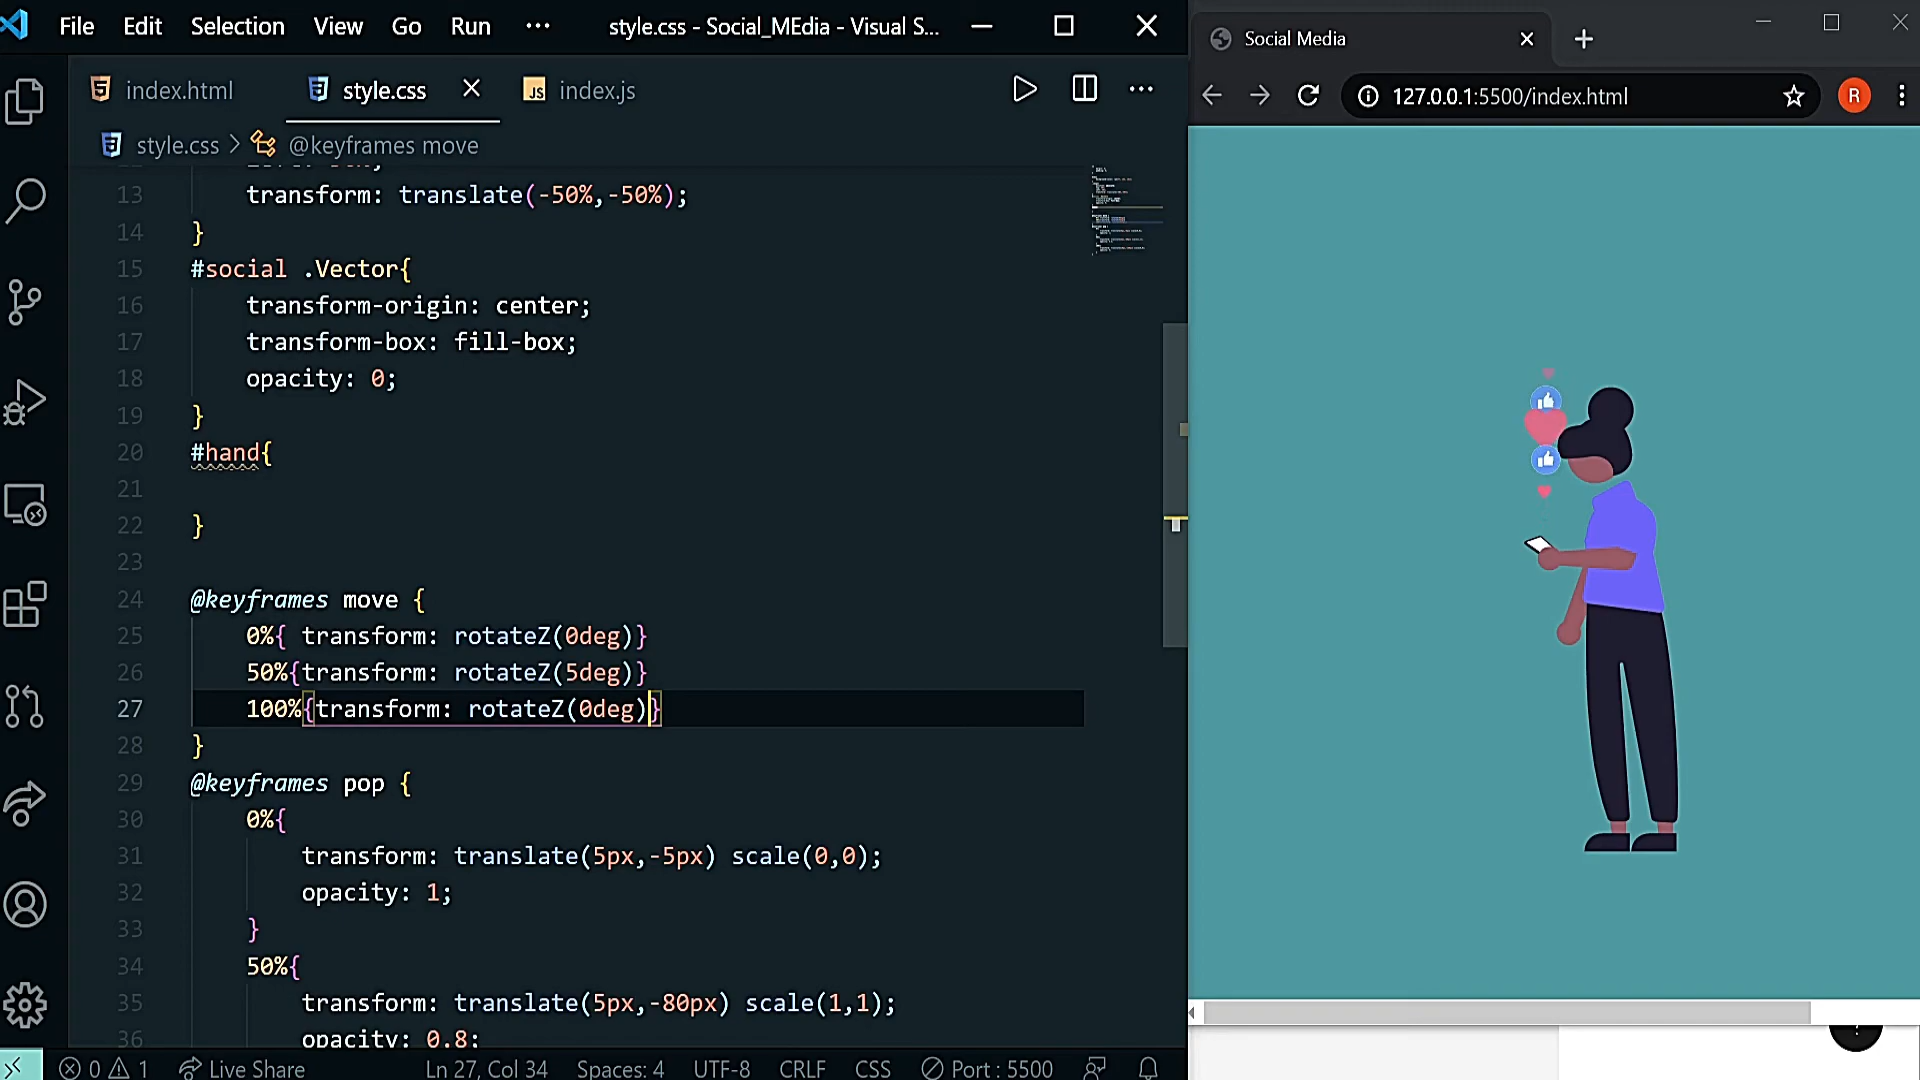 File Edit Selection View Go Run ··· style.css - Social_MEdia - Visual S...
index.html style.css index.js
style.css > @keyframes move
13 transform: translate(-50%,-50%);
14 }
15 #social .Vector{
16 transform-origin: center;
17 transform-box: fill-box;
18 opacity: 0;
19 }
20 #hand{
21
22 }
23
24 @keyframes move {
25 0%{ transform: rotateZ(0deg)}
26 50%{transform: rotateZ(5deg)}
27 100%{transform: rotateZ(0deg)}
28 }
29 @keyframes pop {
30 0%{
31 transform: translate(5px,-5px) scale(0,0);
32 opacity: 1;
33 }
34 50%{
35 transform: translate(5px,-80px) scale(1,1);
36 opacity: 0.8;
0 1 Live Share Ln 27, Col 34 Spaces: 4 UTF-8 CRLF CSS Port : 5500
Social Media
127.0.0.1:5500/index.html R